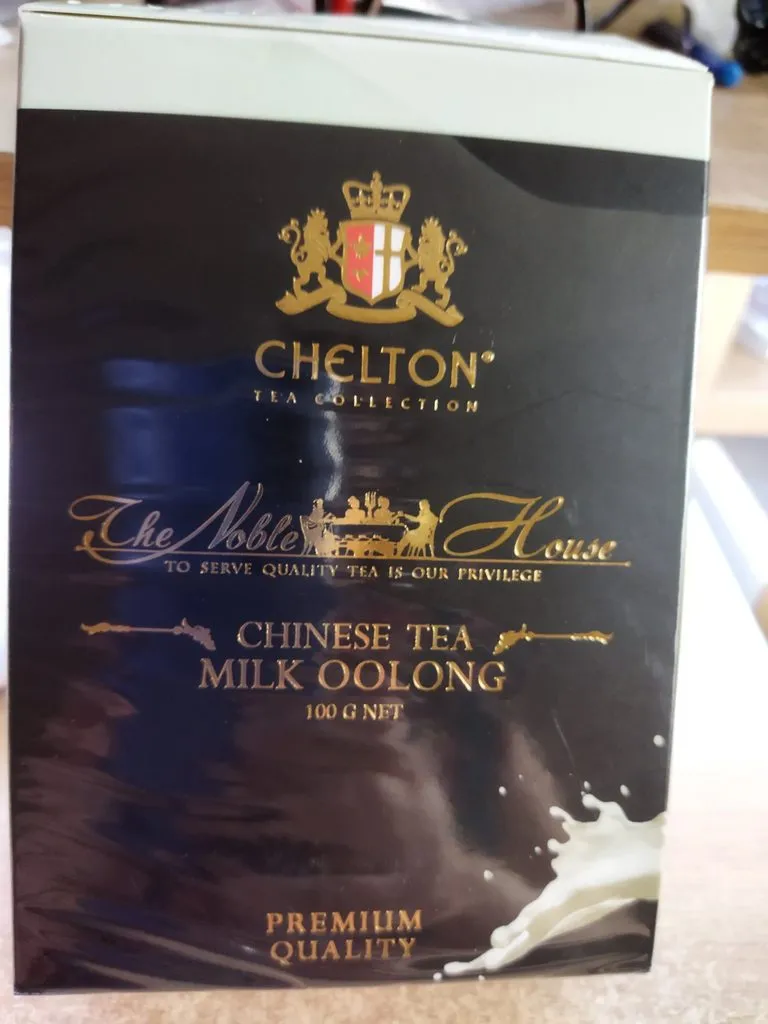 CHELTON®
TEA COLLECTION
The Noble House
TO SERVE QUALITY TEA IS OUR PRIVILEGE
CHINESE TEA
MILK OOLONG
100 G NET
PREMIUM
QUALITY